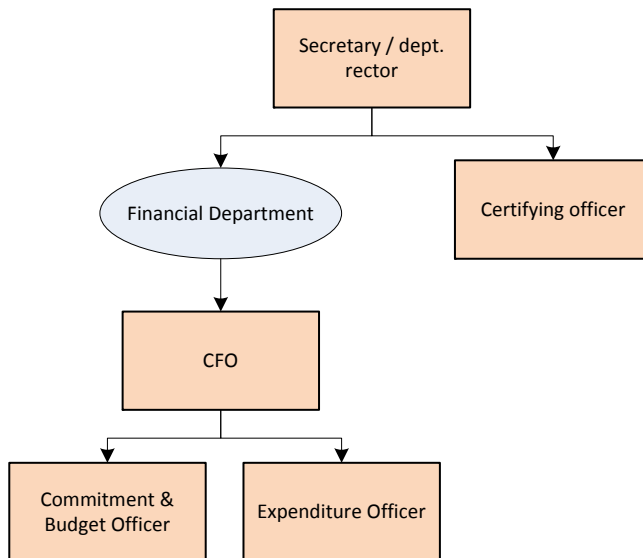 Secretary / dept.
rector
Financial Department
Certifying officer
CFO
Commitment &
Budget Officer
Expenditure Officer